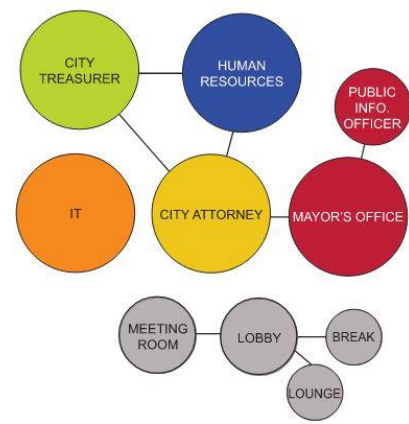 CITY
TREASURER
HUMAN
RESOURCES
PUBLIC
INFO.
OFFICER
IT
CITY ATTORNEY
MAYOR'S OFFICE
MEETING
ROOM
LOBBY
BREAK
LOUNGE